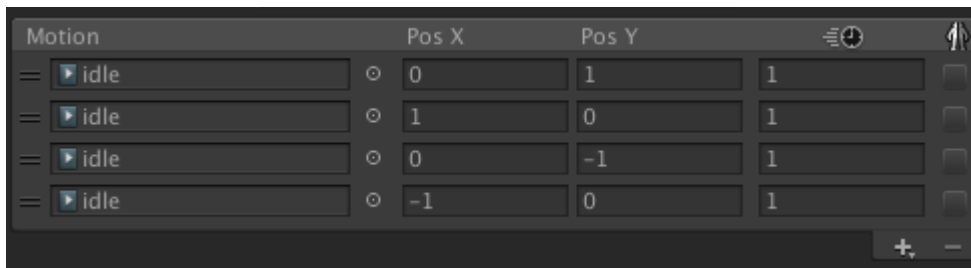 Motion Pos X Pos Y
idle 0 1 1
idle 1 0 1
idle 0 -1 1
idle -1 0 1